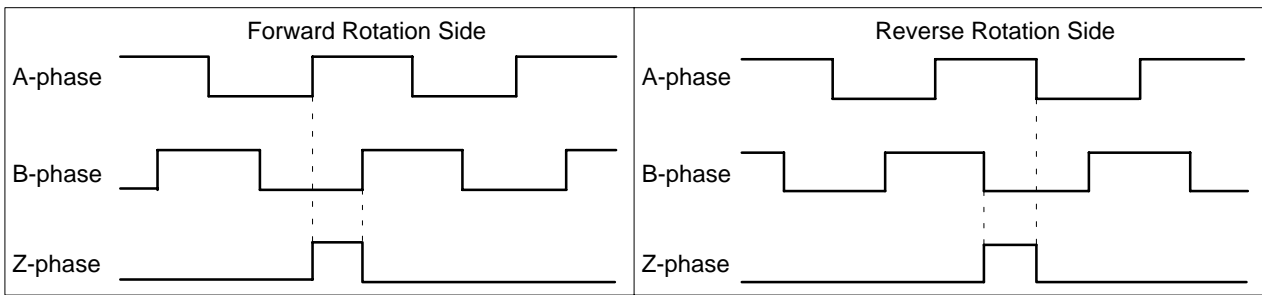 Forward Rotation Side
A-phase
B-phase
Z-phase
Reverse Rotation Side
A-phase
B-phase
Z-phase